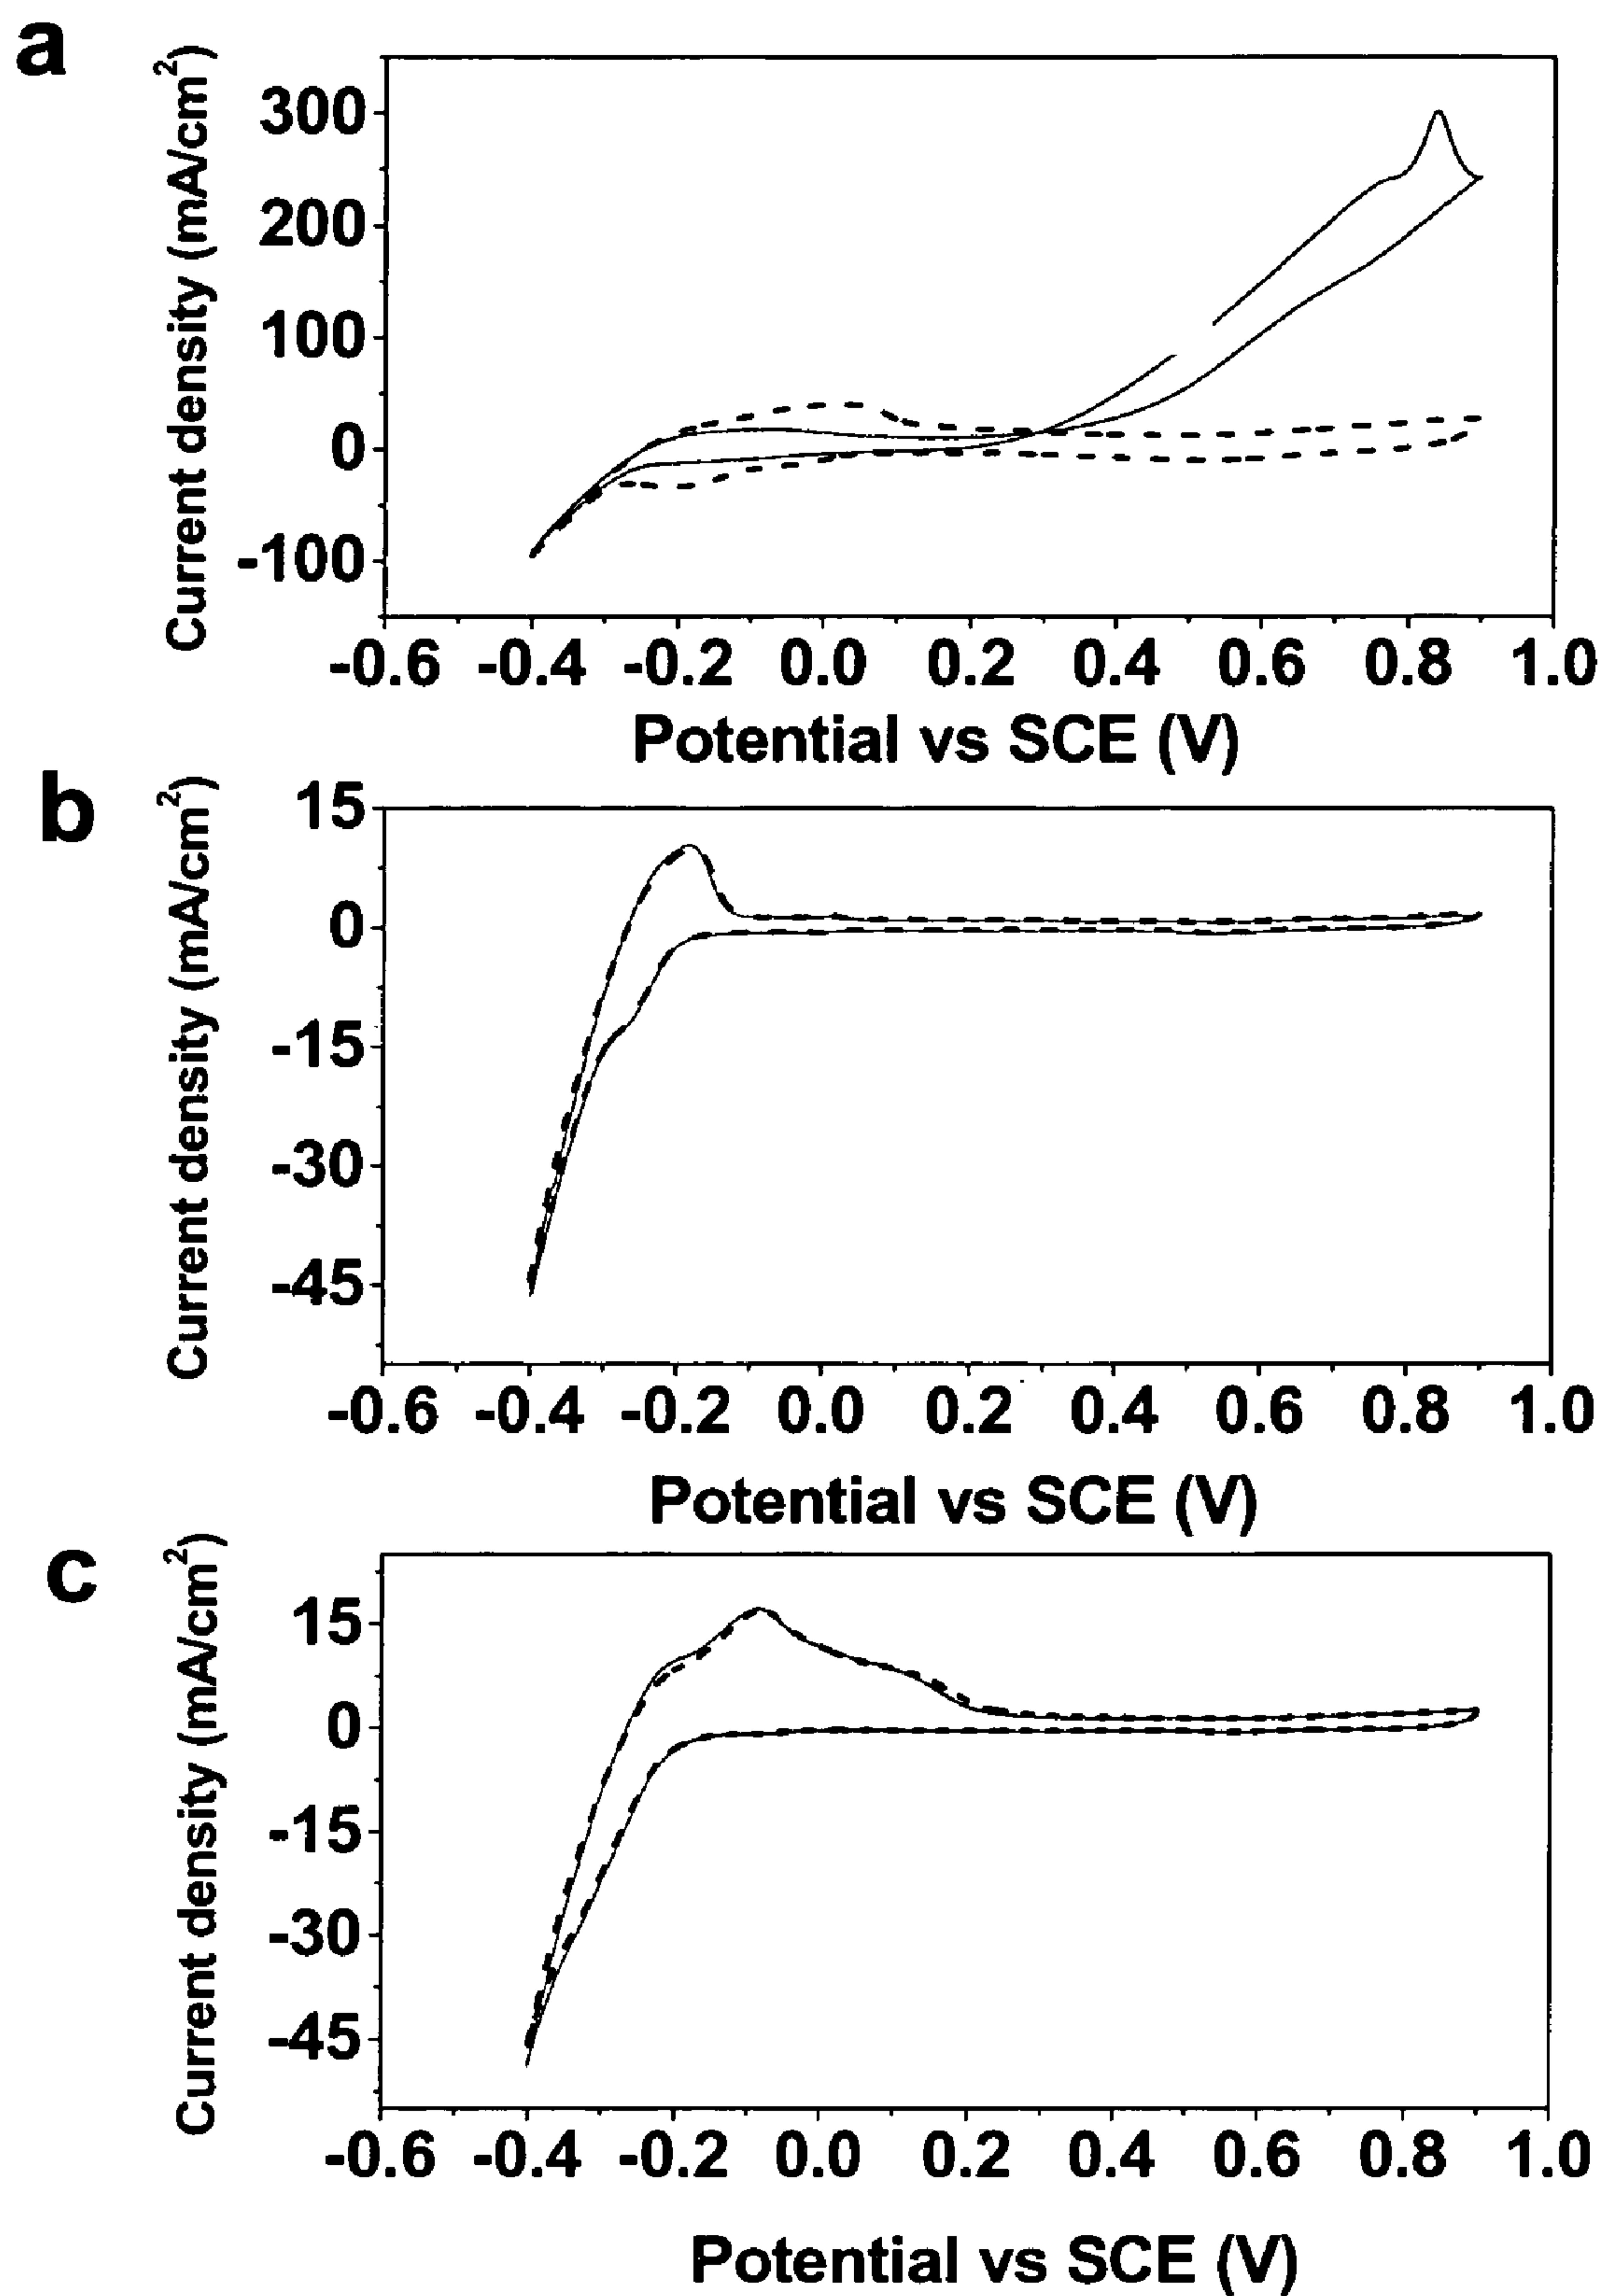 a
Current density (mA/cm²)
300
200
100
0
-100
-0.6 -0.4 -0.2 0.0 0.2 0.4 0.6 0.8 1.0
Potential vs SCE (V)
b
Current density (mA/cm²)
15
0
-15
-30
-45
-0.6 -0.4 -0.2 0.0 0.2 0.4 0.6 0.8 1.0
Potential vs SCE (V)
c
Current density (mA/cm²)
15
0
-15
-30
-45
-0.6 -0.4 -0.2 0.0 0.2 0.4 0.6 0.8 1.0
Potential vs SCE (V)